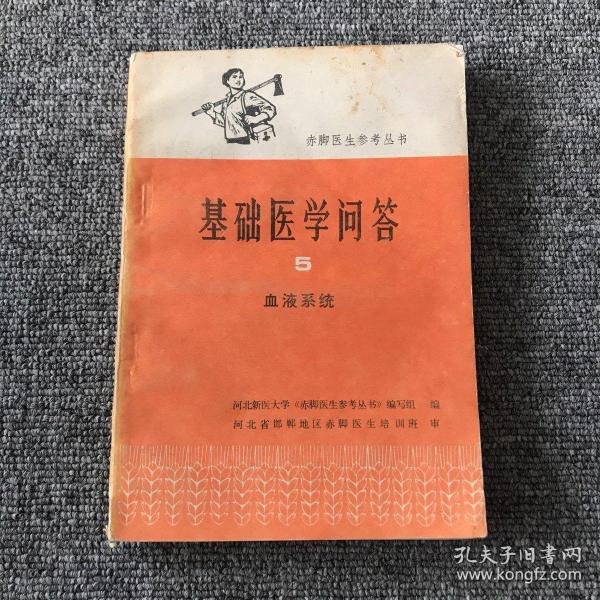 赤脚医生参考丛书
基础医学问答
5
血液系统
河北新医大学《赤脚医生参考丛书》编写组 编
河北省邯郸地区赤脚医生培训班 审
孔夫子旧书网
www.kongfz.com